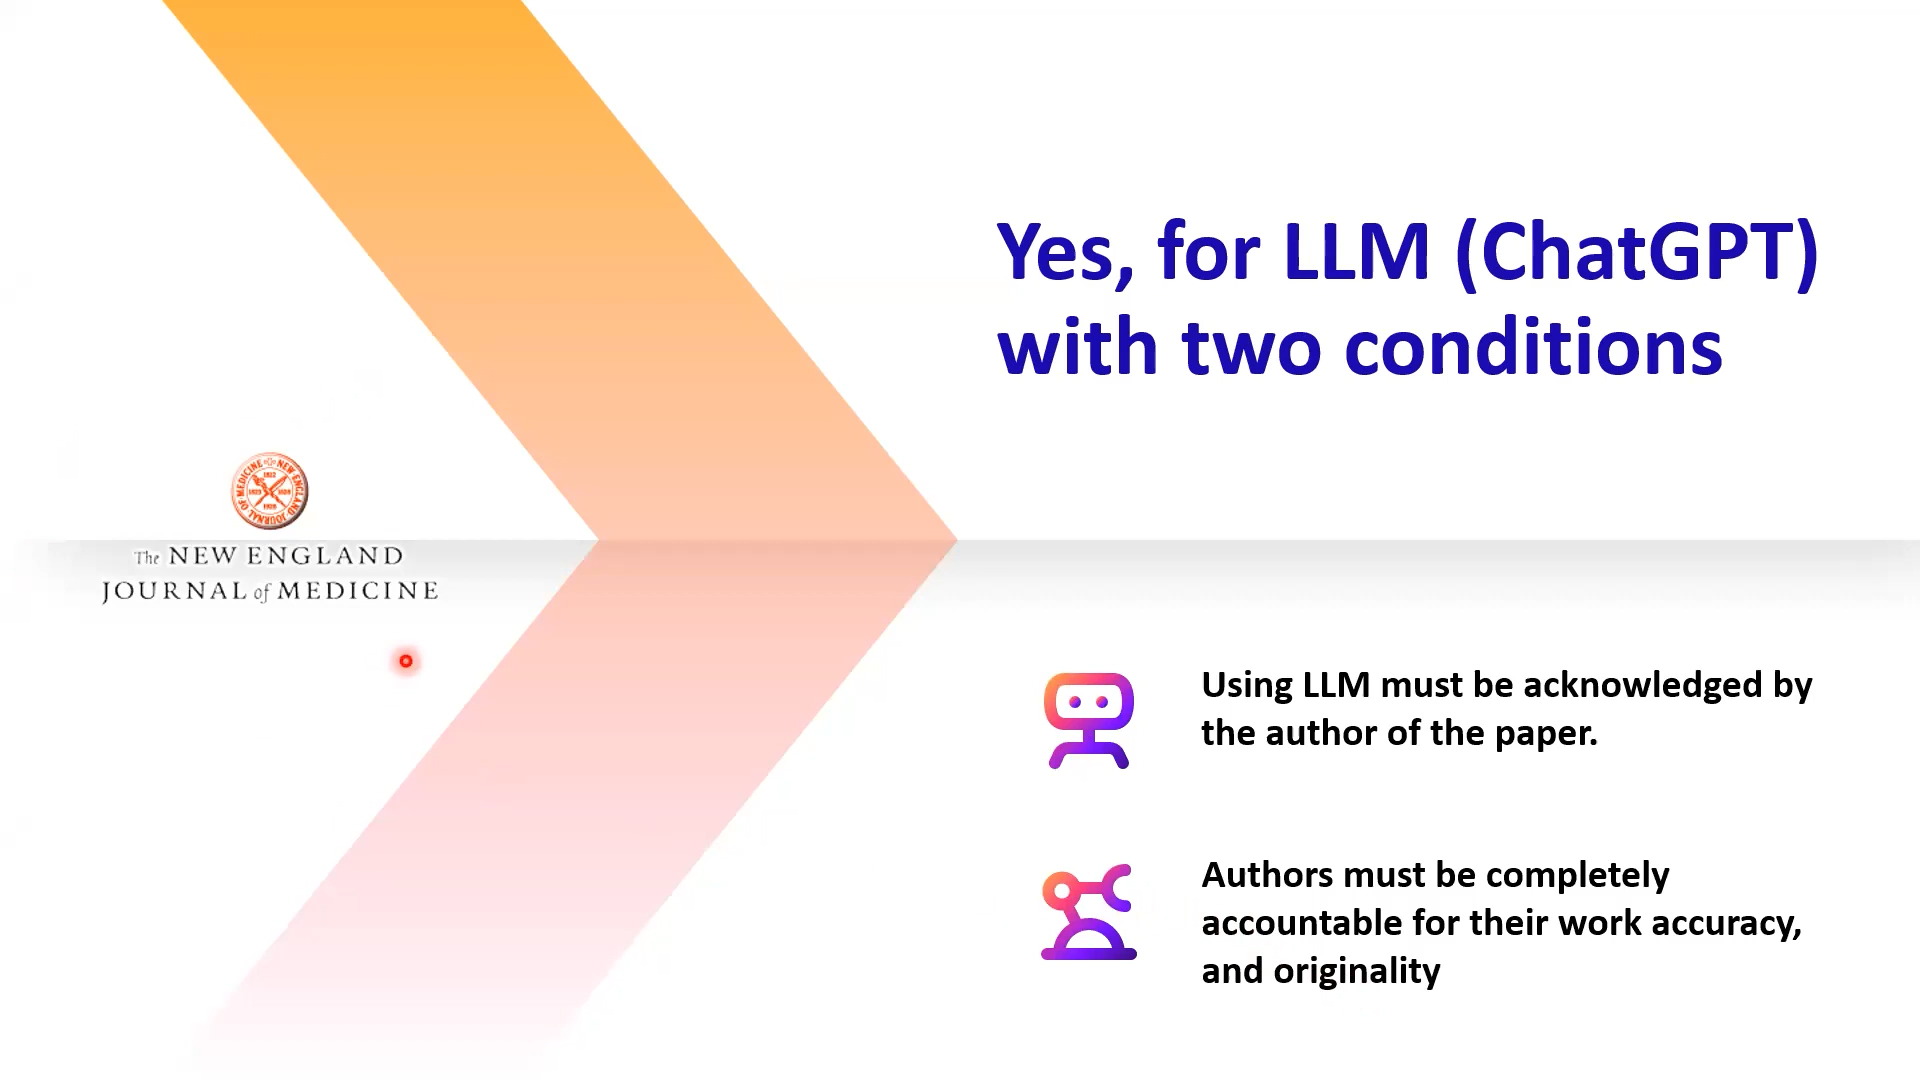 Yes, for LLM (ChatGPT)
with two conditions
The NEW ENGLAND
JOURNAL of MEDICINE
Using LLM must be acknowledged by
the author of the paper.
Authors must be completely
accountable for their work accuracy,
and originality